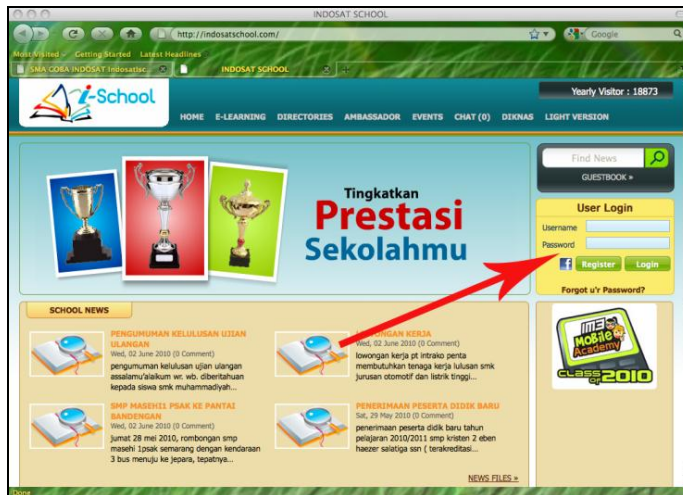 INDOSAT SCHOOL
http://indosatschool.com/
Google
Most Visited Getting Started Latest Headlines
SMA COBA INDOSAT Indosatisc...
INDOSAT SCHOOL
i-School
Yearly Visitor : 18873
HOME E-LEARNING DIRECTORIES AMBASSADOR EVENTS CHAT (0) DIKNAS LIGHT VERSION
Tingkatkan
Prestasi
Sekolahmu
Find News
GUESTBOOK »
User Login
Username
Password
f Register Login
Forgot u'r Password?
SCHOOL NEWS
PENGUMUMAN KELULUSAN UJIAN
ULANGAN
Wed, 02 June 2010 (0 Comment)
pengumuman kelulusan ujian ulangan
assalamu'alaikum wr. wb. diberitahuan
kepada siswa smk muhammadiyah...
KERJA
Wed, 02 June 2010 (0 Comment)
lowongan kerja pt intrako penta
membutuhkan tenaga kerja lulusan smk
jurusan otomotif dan listrik tinggi...
SMP MASEHI1 PSAK KE PANTAI
BANDENGAN
Wed, 02 June 2010 (0 Comment)
jumat 28 mei 2010, rombongan smp
masehi 1psak semarang dengan kendaraan
3 bus menuju ke jepara, tepatnya...
PENERIMAAN PESERTA DIDIK BARU
Sat, 29 May 2010 (0 Comment)
penerimaan peserta didik baru tahun
pelajaran 2010/2011 smp kristen 2 eben
haezer salatiga ssn ( terakreditasi...
NEWS FILES »
IM3
MOBILE
ACADEMY
CLASS OF 2010
Done